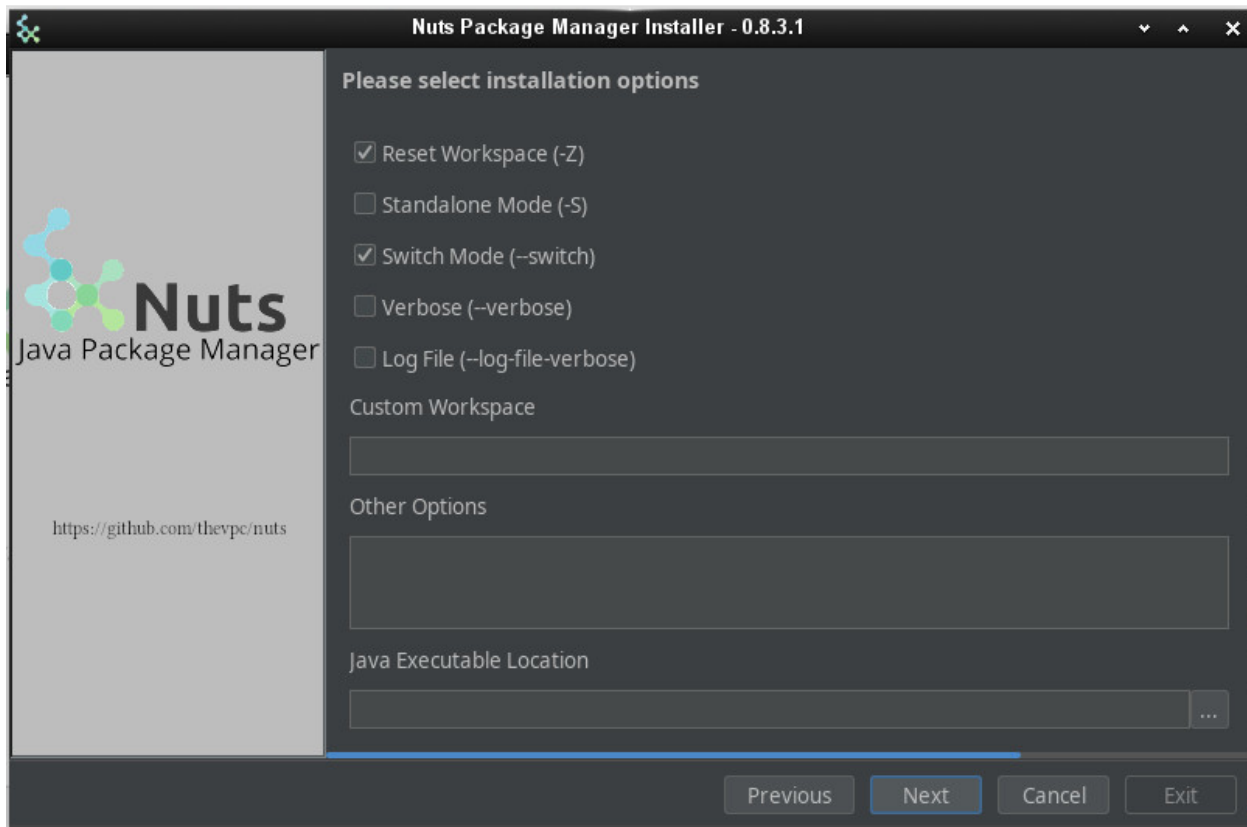 Nuts Package Manager Installer - 0.8.3.1
Please select installation options
Reset Workspace (-Z)
Standalone Mode (-S)
Switch Mode (--switch)
Verbose (--verbose)
Log File (--log-file-verbose)
Custom Workspace
Other Options
Java Executable Location
...
Nuts
Java Package Manager
https://github.com/thevpc/nuts
Previous
Next
Cancel
Exit